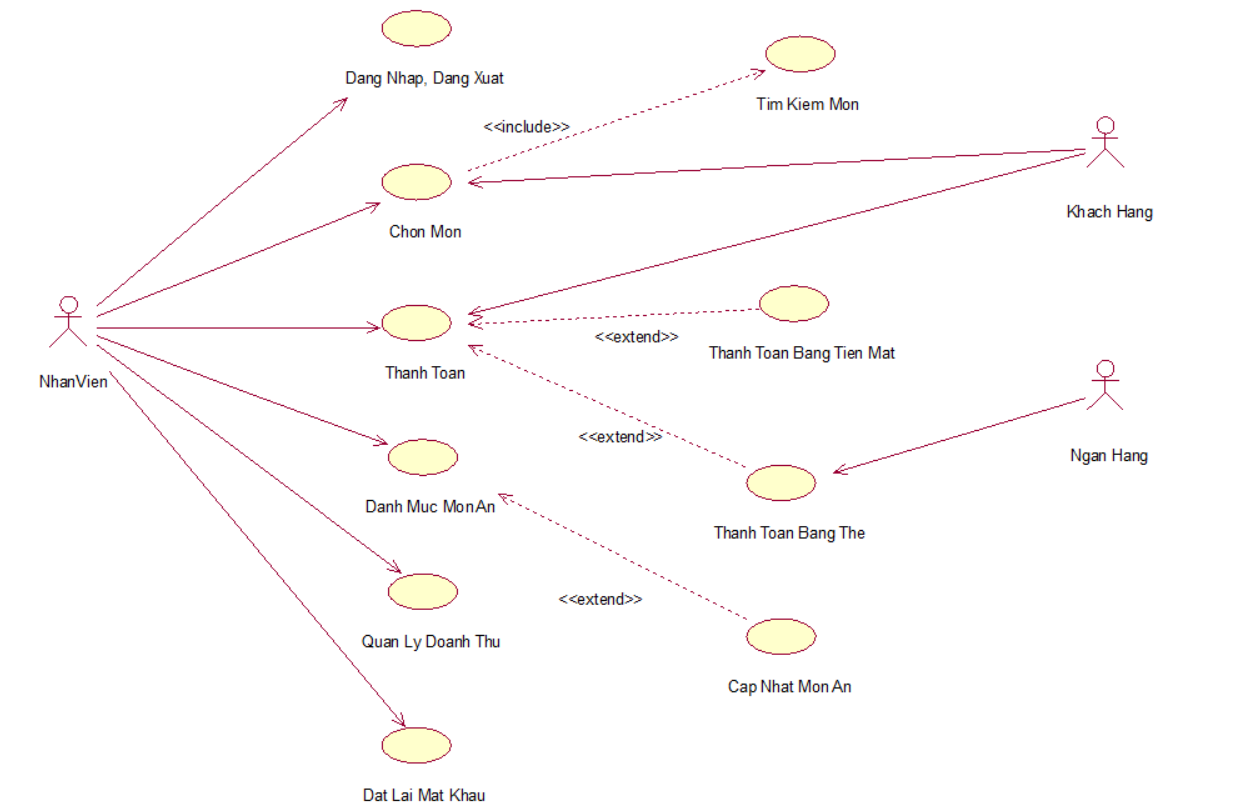 Dang Nhap, Dang Xuat
Tim Kiem Mon
<<include>>
Khach Hang
Chon Mon
<<extend>>
Thanh Toan Bang Tien Mat
Thanh Toan
NhanVien
<<extend>>
Ngan Hang
Danh Muc Mon An
Thanh Toan Bang The
<<extend>>
Quan Ly Doanh Thu
Cap Nhat Mon An
Dat Lai Mat Khau